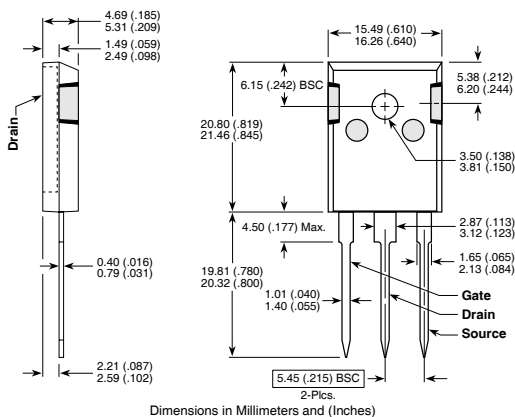 4.69 (.185)
5.31 (.209)
1.49 (.059)
2.49 (.098)
15.49 (.610)
16.26 (.640)
6.15 (.242) BSC
5.38 (.212)
6.20 (.244)
Drain
20.80 (.819)
21.46 (.845)
3.50 (.138)
3.81 (.150)
4.50 (.177) Max.
2.87 (.113)
3.12 (.123)
0.40 (.016)
0.79 (.031)
19.81 (.780)
20.32 (.800)
1.65 (.065)
2.13 (.084)
1.01 (.040)
1.40 (.055)
Gate
Drain
Source
2.21 (.087)
2.59 (.102)
5.45 (.215) BSC
2-Plcs.
Dimensions in Millimeters and (Inches)